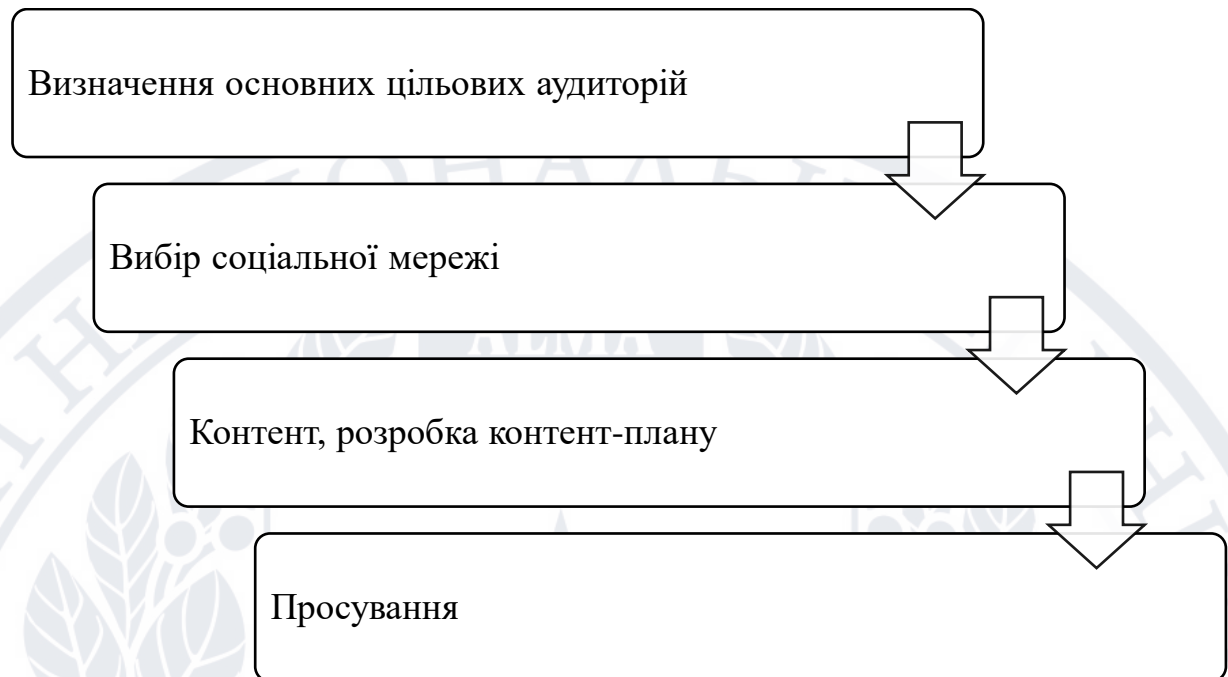 Визначення основних цільових аудиторій
Вибір соціальної мережі
Контент, розробка контент-плану
Просування